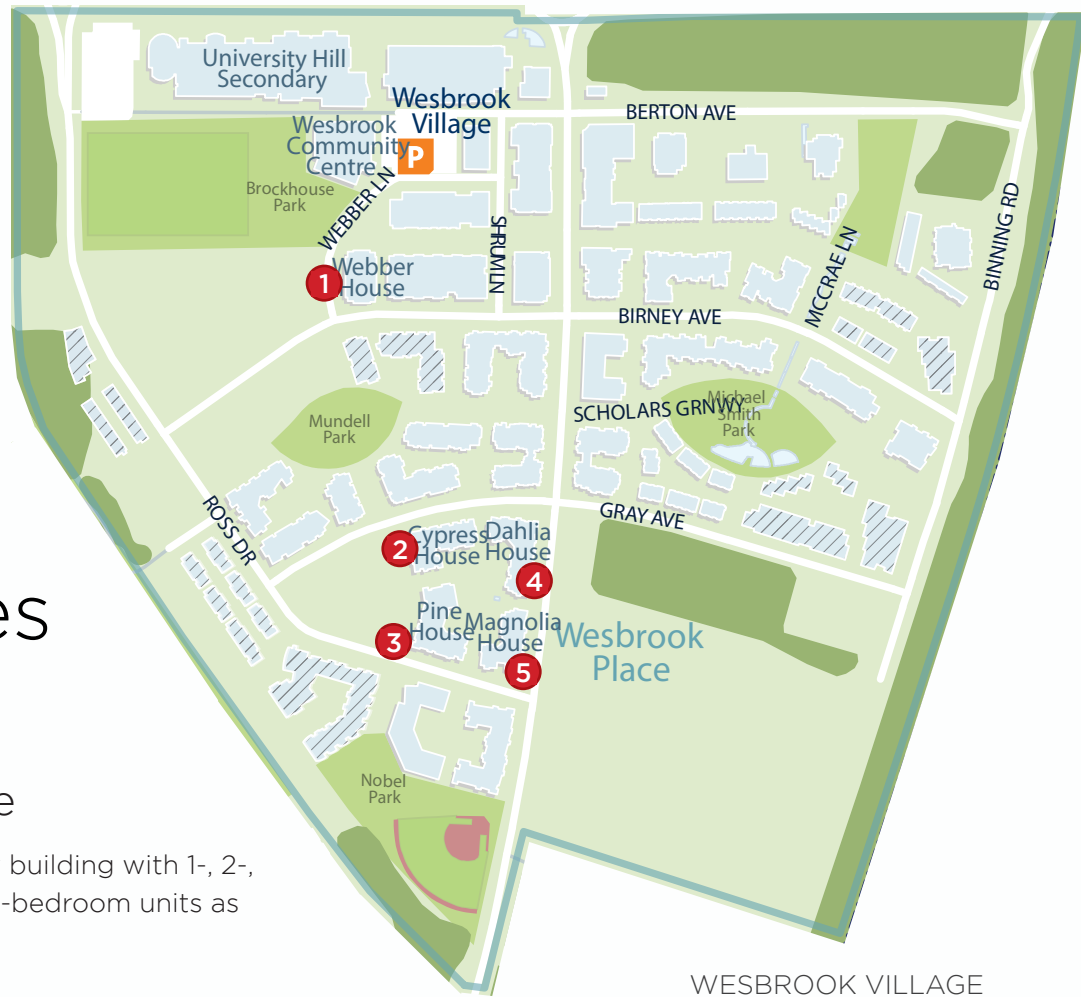 University Hill
Secondary
Wesbrook
Village
BERTON AVE
Wesbrook
Community
Centre
P
Brockhouse
Park
WEBBER LN
SHRUM LN
MCCRAE LN
BINNING RD
1
Webber
House
BIRNEY AVE
Mundell
Park
SCHOLARS GRNWY
Michael
Smith
Park
ROSS DR
GRAY AVE
2
Cypress
House
Dahlia
House
4
es
3
Pine
House
Magnolia
House
5
Wesbrook
Place
Nobel
Park
e
building with 1-, 2-,
-bedroom units as
WESBROOK VILLAGE